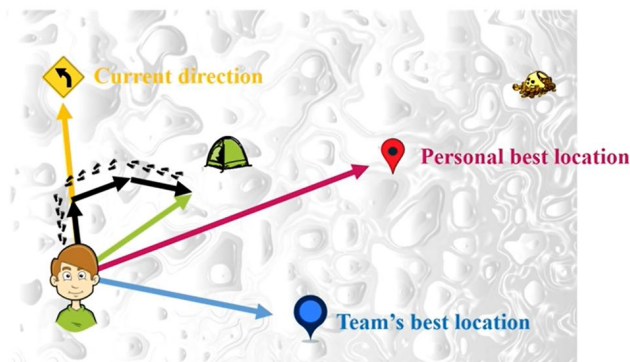 Current direction
Personal best location
Team's best location